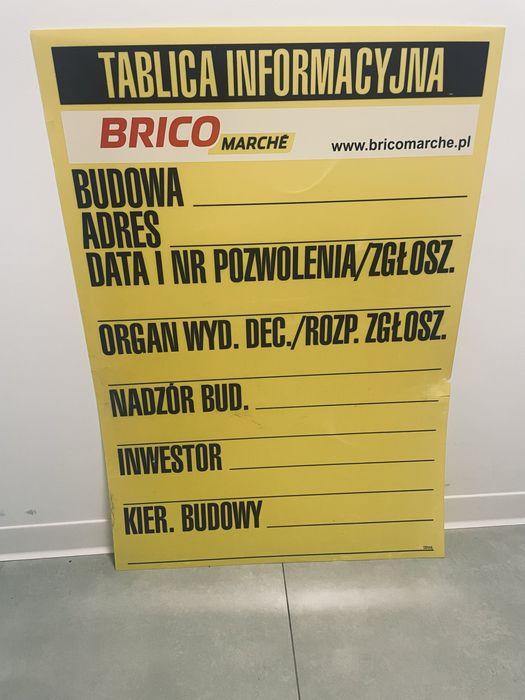 TABLICA INFORMACYJNA
BRICO MARCHÉ www.bricomarche.pl
BUDOWA
ADRES
DATA I NR POZWOLENIA/ZGŁOSZ.
ORGAN WYD. DEC./ROZP. ZGŁOSZ.
NADZÓR BUD.
INWESTOR
KIER. BUDOWY